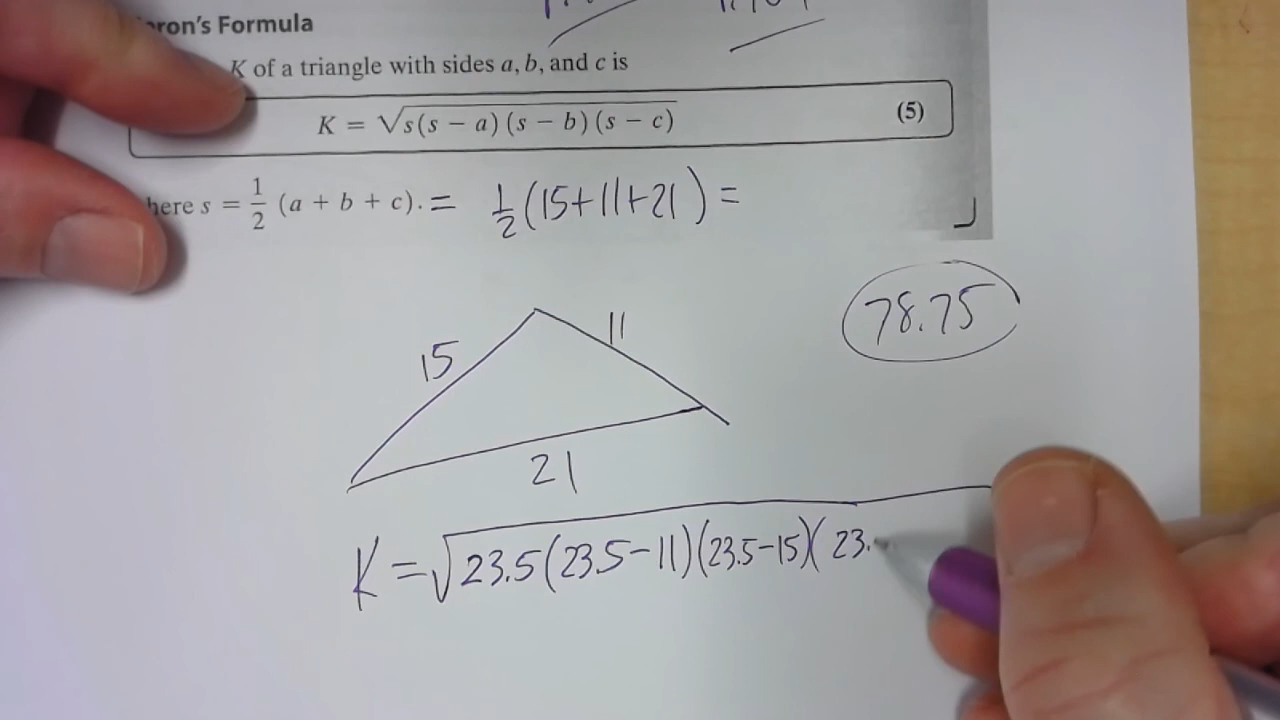 ron's Formula
K of a triangle with sides a, b, and c is
K = √s(s − a)(s − b)(s − c) (5)
here s = 1/2 (a + b + c). = 1/2 (15+11+21) =
78.75
15
11
21
K = √23.5(23.5−11)(23.5−15)(23.